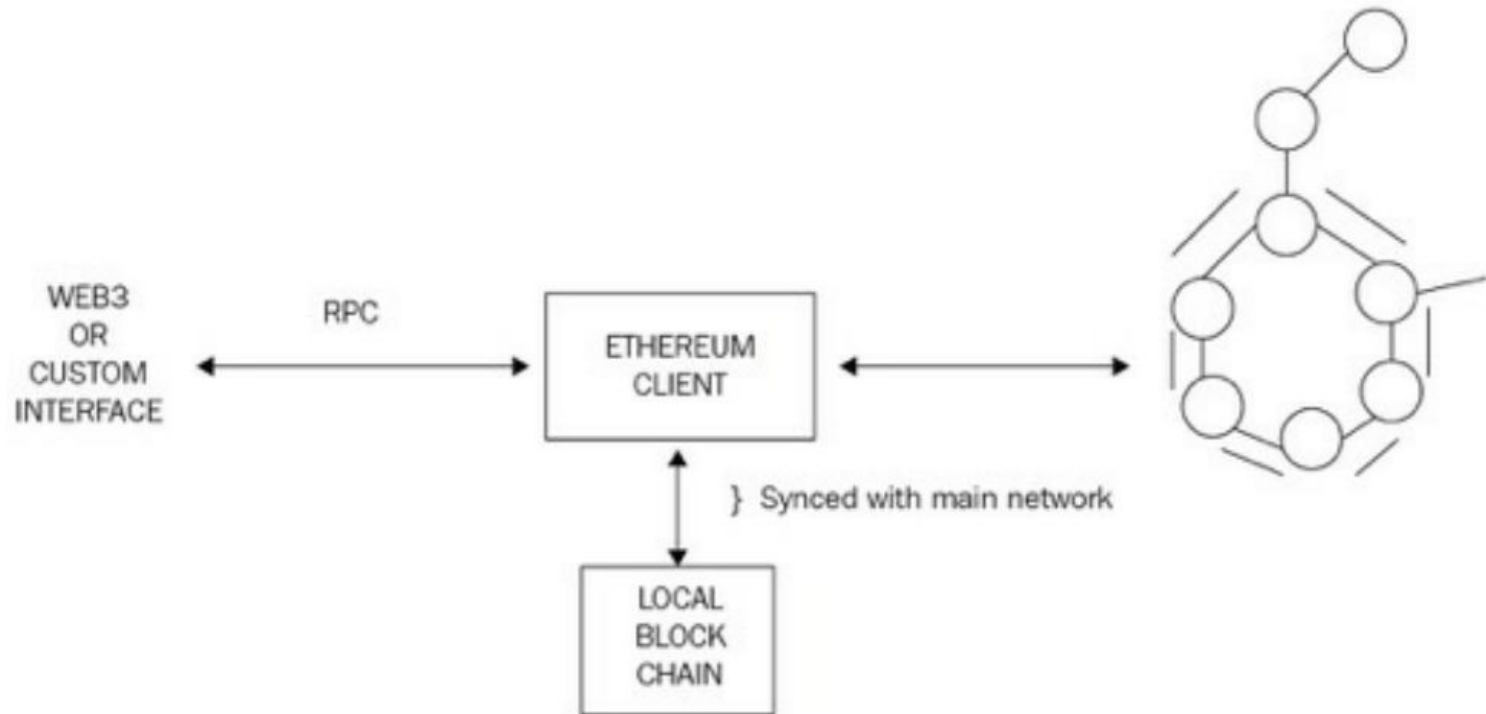 WEB3
OR
CUSTOM
INTERFACE
RPC
ETHEREUM
CLIENT
} Synced with main network
LOCAL
BLOCK
CHAIN